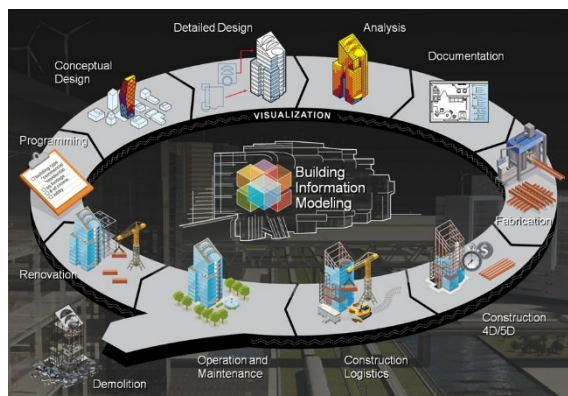 Detailed Design
Analysis
Conceptual
Design
Documentation
VISUALIZATION
Programming
Building
Information
Modeling
Fabrication
Renovation
Construction
4D/5D
Operation and
Maintenance
Construction
Logistics
Demolition